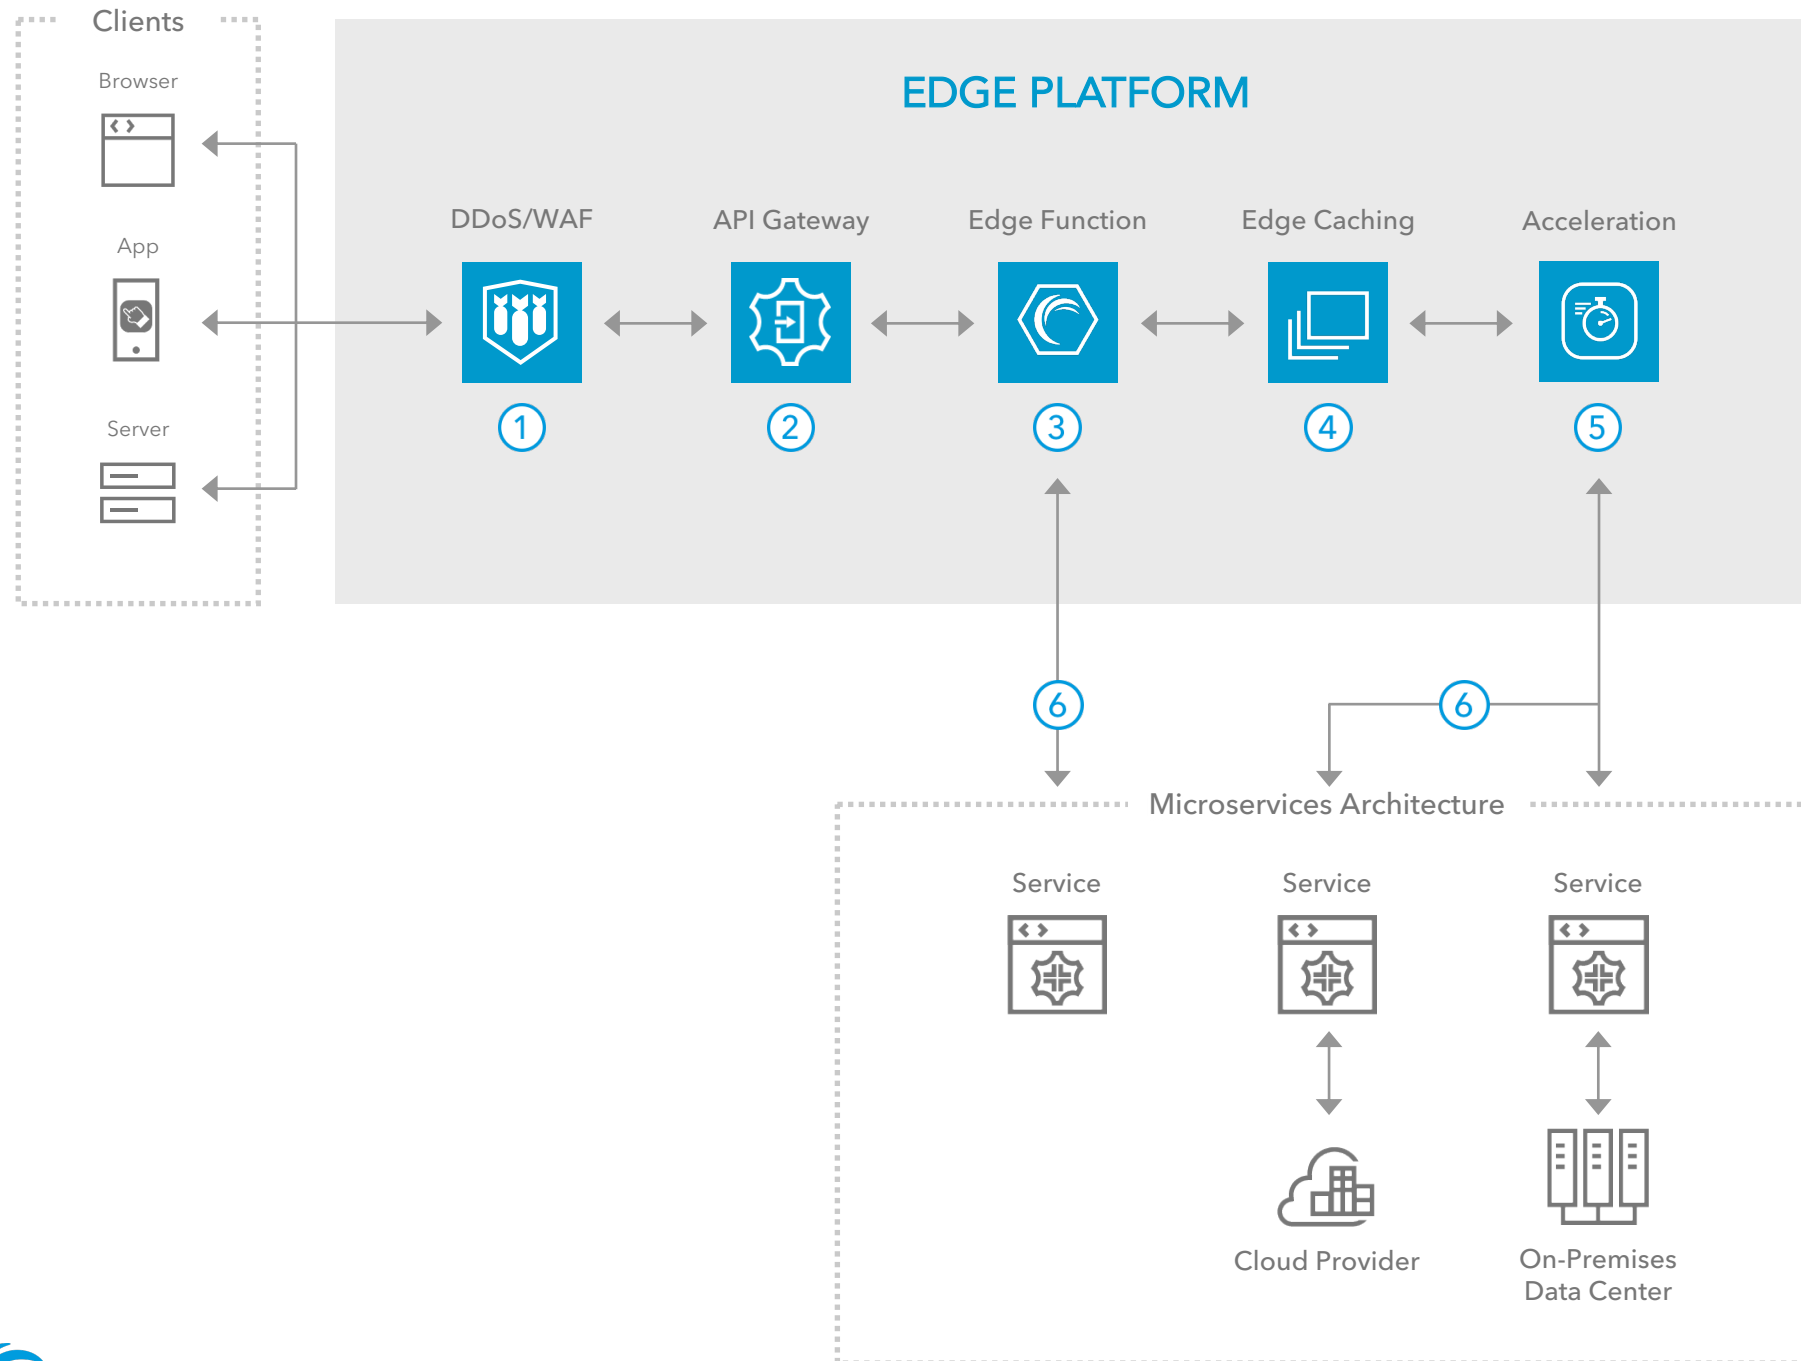 Clients
Browser
App
Server
EDGE PLATFORM
DDoS/WAF
API Gateway
Edge Function
Edge Caching
Acceleration
1
2
3
4
5
6
6
Microservices Architecture
Service
Service
Service
Cloud Provider
On-Premises
Data Center